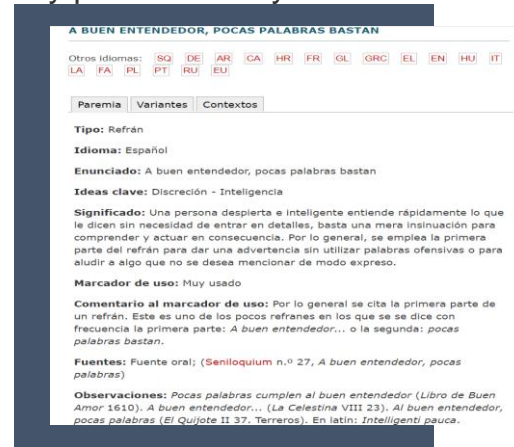 A BUEN ENTENDEDOR, POCAS PALABRAS BASTAN
Otros idiomas: SQ DE AR CA HR FR GL GRC EL EN HU IT
LA FA PL PT RU EU
Paremia Variantes Contextos
Tipo: Refrán
Idioma: Español
Enunciado: A buen entendedor, pocas palabras bastan
Ideas clave: Discreción - Inteligencia
Significado: Una persona despierta e inteligente entiende rápidamente lo que
le dicen sin necesidad de entrar en detalles, basta una mera insinuación para
comprender y actuar en consecuencia. Por lo general, se emplea la primera
parte del refrán para dar una advertencia sin utilizar palabras ofensivas o para
aludir a algo que no se desea mencionar de modo expreso.
Marcador de uso: Muy usado
Comentario al marcador de uso: Por lo general se cita la primera parte de
un refrán. Este es uno de los pocos refranes en los que se se dice con
frecuencia la primera parte: A buen entendedor... o la segunda: pocas
palabras bastan.
Fuentes: Fuente oral; (Seniloquium n.º 27, A buen entendedor, pocas
palabras)
Observaciones: Pocas palabras cumplen al buen entendedor (Libro de Buen
Amor 1610). A buen entendedor... (La Celestina VIII 23). Al buen entendedor,
pocas palabras (El Quijote II 37. Terreros). En latín: Intelligenti pauca.